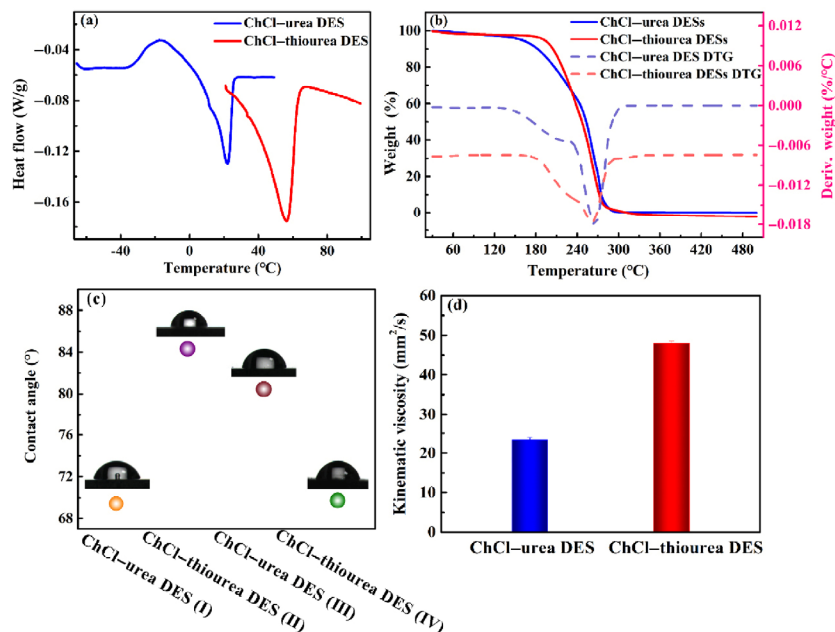 (a)
ChCl–urea DES
ChCl–thiourea DES
Heat flow (W/g)
−0.04
−0.08
−0.12
−0.16
-40
0
40
80
Temperature (°C)
(b)
ChCl–urea DESs
ChCl–thiourea DESs
ChCl–urea DES DTG
ChCl–thiourea DESs DTG
Weight (%)
100
80
60
40
20
0
60
120
180
240
300
360
420
480
Temperature (°C)
0.012
0.006
0.000
−0.006
−0.012
−0.018
Deriv. weight (%/°C)
(c)
Contact angle (°)
88
84
80
76
72
68
ChCl–urea DES (I)
ChCl–thiourea DES (II)
ChCl–urea DES (III)
ChCl–thiourea DES (IV)
(d)
Kinematic viscosity (mm²/s)
60
50
40
30
20
10
0
ChCl–urea DES
ChCl–thiourea DES